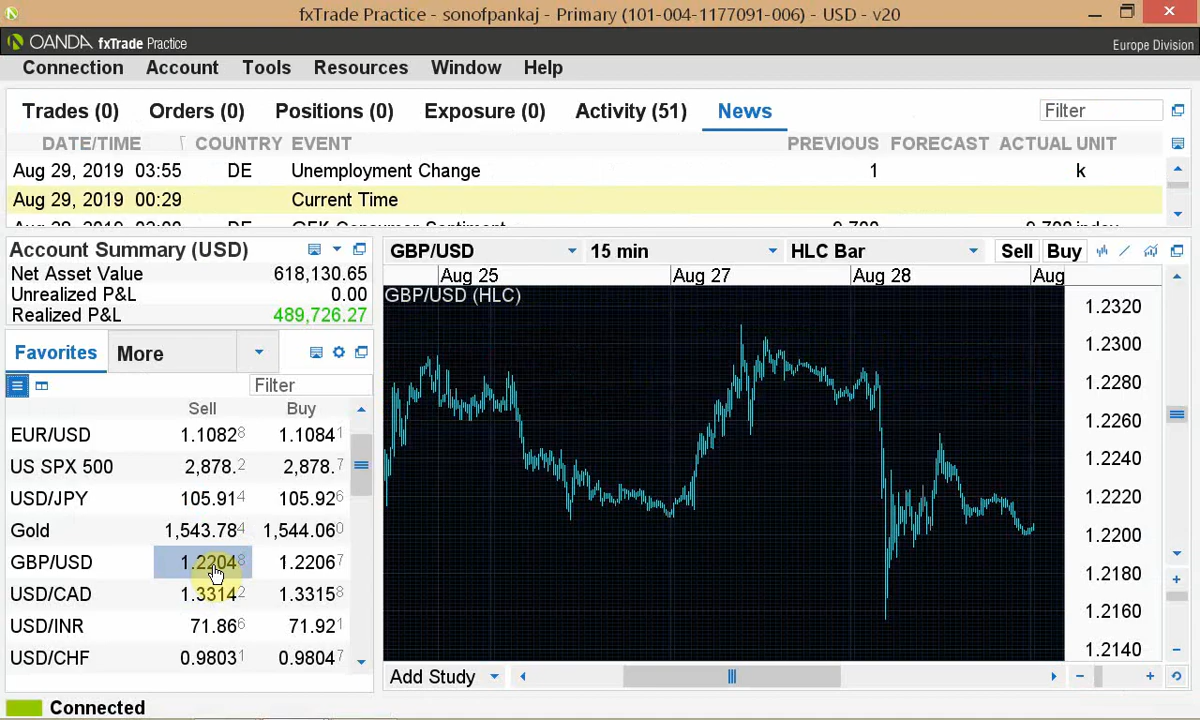 fxTrade Practice - sonofpankaj - Primary (101-004-1177091-006) - USD - v20
OANDA fxTrade Practice
Europe Division
Connection Account Tools Resources Window Help
Trades (0) Orders (0) Positions (0) Exposure (0) Activity (51) News Filter
DATE/TIME COUNTRY EVENT PREVIOUS FORECAST ACTUAL UNIT
Aug 29, 2019 03:55 DE Unemployment Change 1 k
Aug 29, 2019 00:29 Current Time
Account Summary (USD)
Net Asset Value 618,130.65
Unrealized P&L 0.00
Realized P&L 489,726.27
Favorites More
Filter
Sell Buy
EUR/USD 1.10828 1.10841
US SPX 500 2,878.2 2,878.7
USD/JPY 105.914 105.926
Gold 1,543.784 1,544.060
GBP/USD 1.22048 1.22067
USD/CAD 1.33142 1.33158
USD/INR 71.866 71.921
USD/CHF 0.98031 0.98047
GBP/USD 15 min HLC Bar Sell Buy
Aug 25 Aug 27 Aug 28 Aug
GBP/USD (HLC)
1.2320
1.2300
1.2280
1.2260
1.2240
1.2220
1.2200
1.2180
1.2160
1.2140
Add Study
Connected